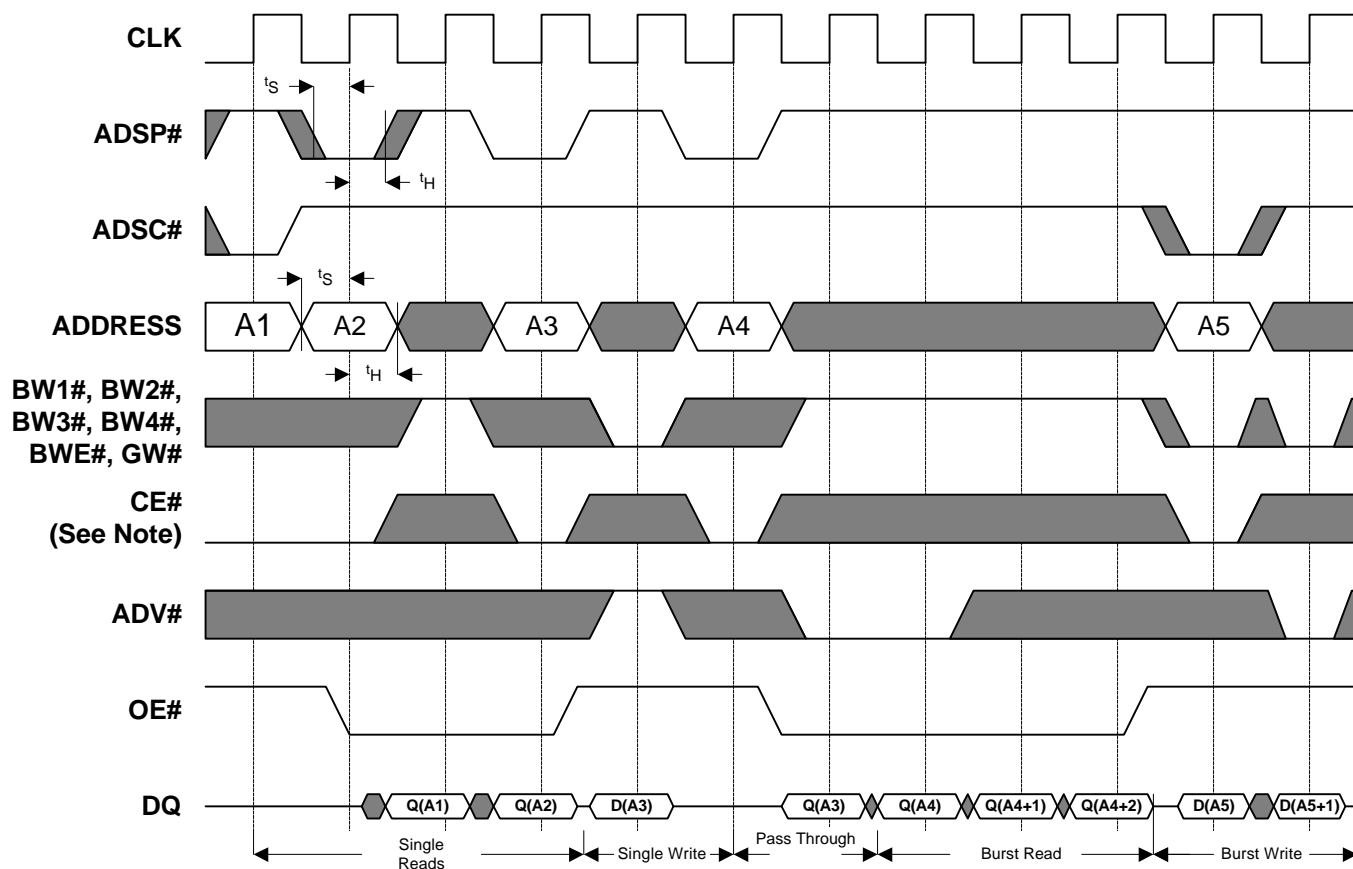 CLK
tS
ADSP#
tH
ADSC#
tS
ADDRESS
A1
A2
A3
A4
A5
tH
BW1#, BW2#,
BW3#, BW4#,
BWE#, GW#
CE#
(See Note)
ADV#
OE#
DQ
Q(A1)
Q(A2)
D(A3)
Q(A3)
Q(A4)
Q(A4+1)
Q(A4+2)
D(A5)
D(A5+1)
Single
Reads
Single Write
Pass Through
Burst Read
Burst Write